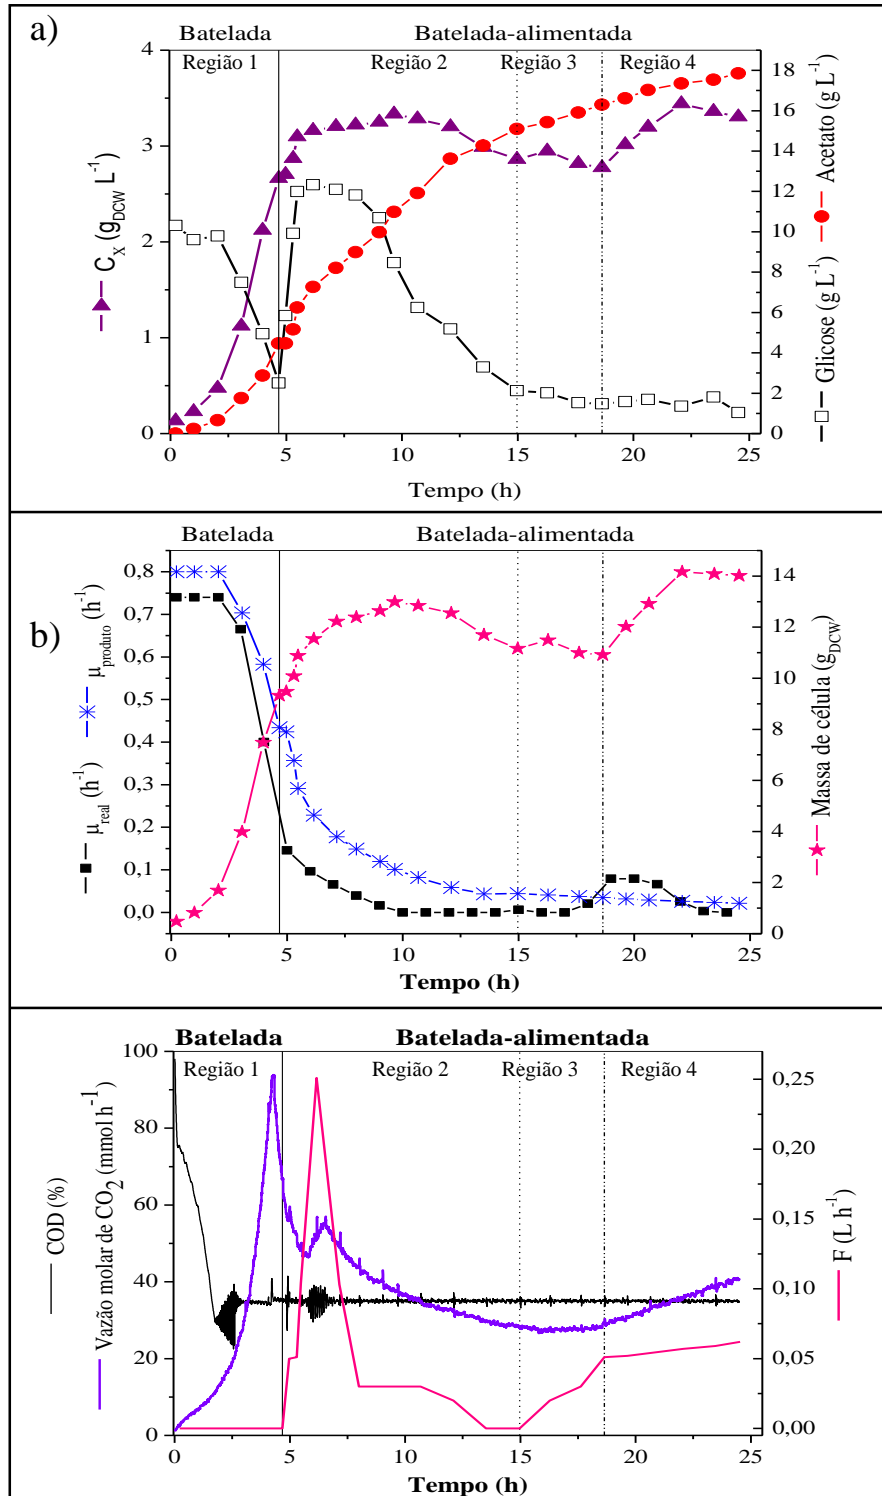 a)
Batelada Batelada-alimentada
Região 1 Região 2 Região 3 Região 4
4
3
2
1
0
18
16
14
12
10
8
6
4
2
0
C_X (g_DCW L^-1)
Glicose (g L^-1) Acetato (g L^-1)
0 5 10 15 20 25
Tempo (h)
b)
Batelada Batelada-alimentada
0,8
0,7
0,6
0,5
0,4
0,3
0,2
0,1
0,0
14
12
10
8
6
4
2
0
μ_real (h^-1) μ_produto (h^-1)
Massa de célula (g_DCW)
0 5 10 15 20 25
Tempo (h)
Batelada Batelada-alimentada
Região 1 Região 2 Região 3 Região 4
100
80
60
40
20
0
0,25
0,20
0,15
0,10
0,05
0,00
COD (%)
Vazão molar de CO_2 (mmol h^-1)
F (L h^-1)
0 5 10 15 20 25
Tempo (h)